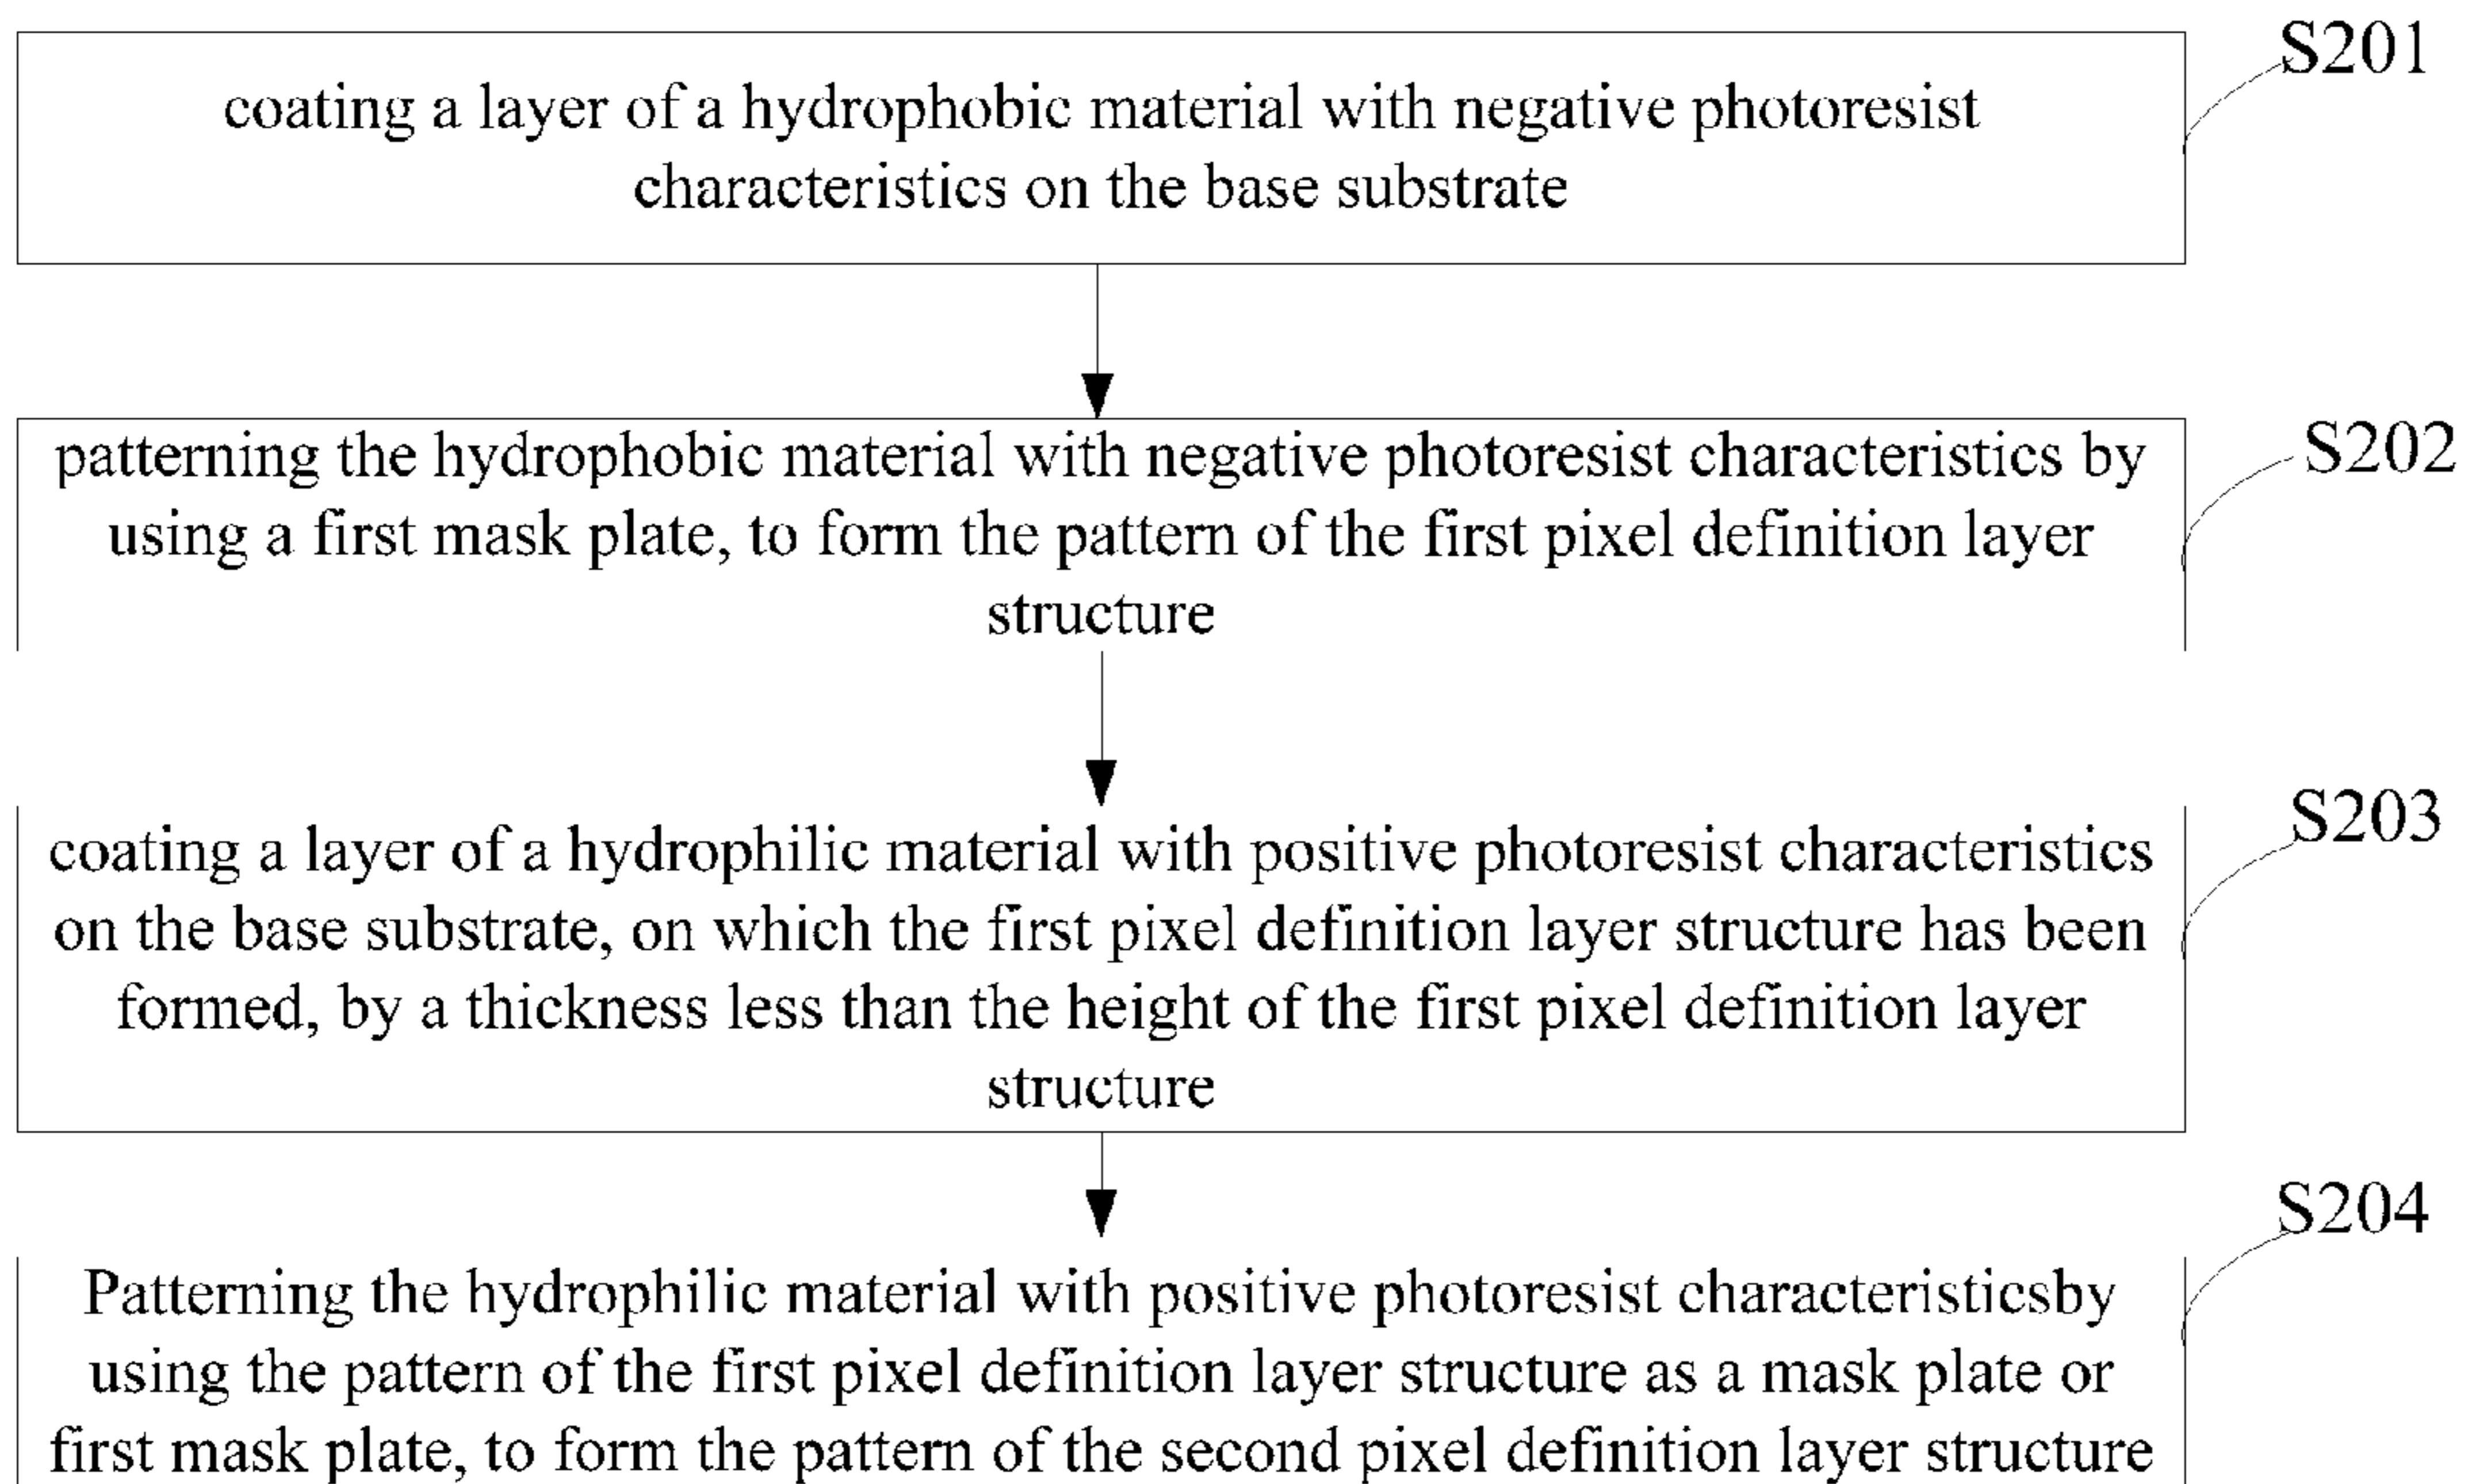 S201
coating a layer of a hydrophobic material with negative photoresist
characteristics on the base substrate
S202
patterning the hydrophobic material with negative photoresist characteristics by
using a first mask plate, to form the pattern of the first pixel definition layer
structure
S203
coating a layer of a hydrophilic material with positive photoresist characteristics
on the base substrate, on which the first pixel definition layer structure has been
formed, by a thickness less than the height of the first pixel definition layer
structure
S204
Patterning the hydrophilic material with positive photoresist characteristicsby
using the pattern of the first pixel definition layer structure as a mask plate or
first mask plate, to form the pattern of the second pixel definition layer structure